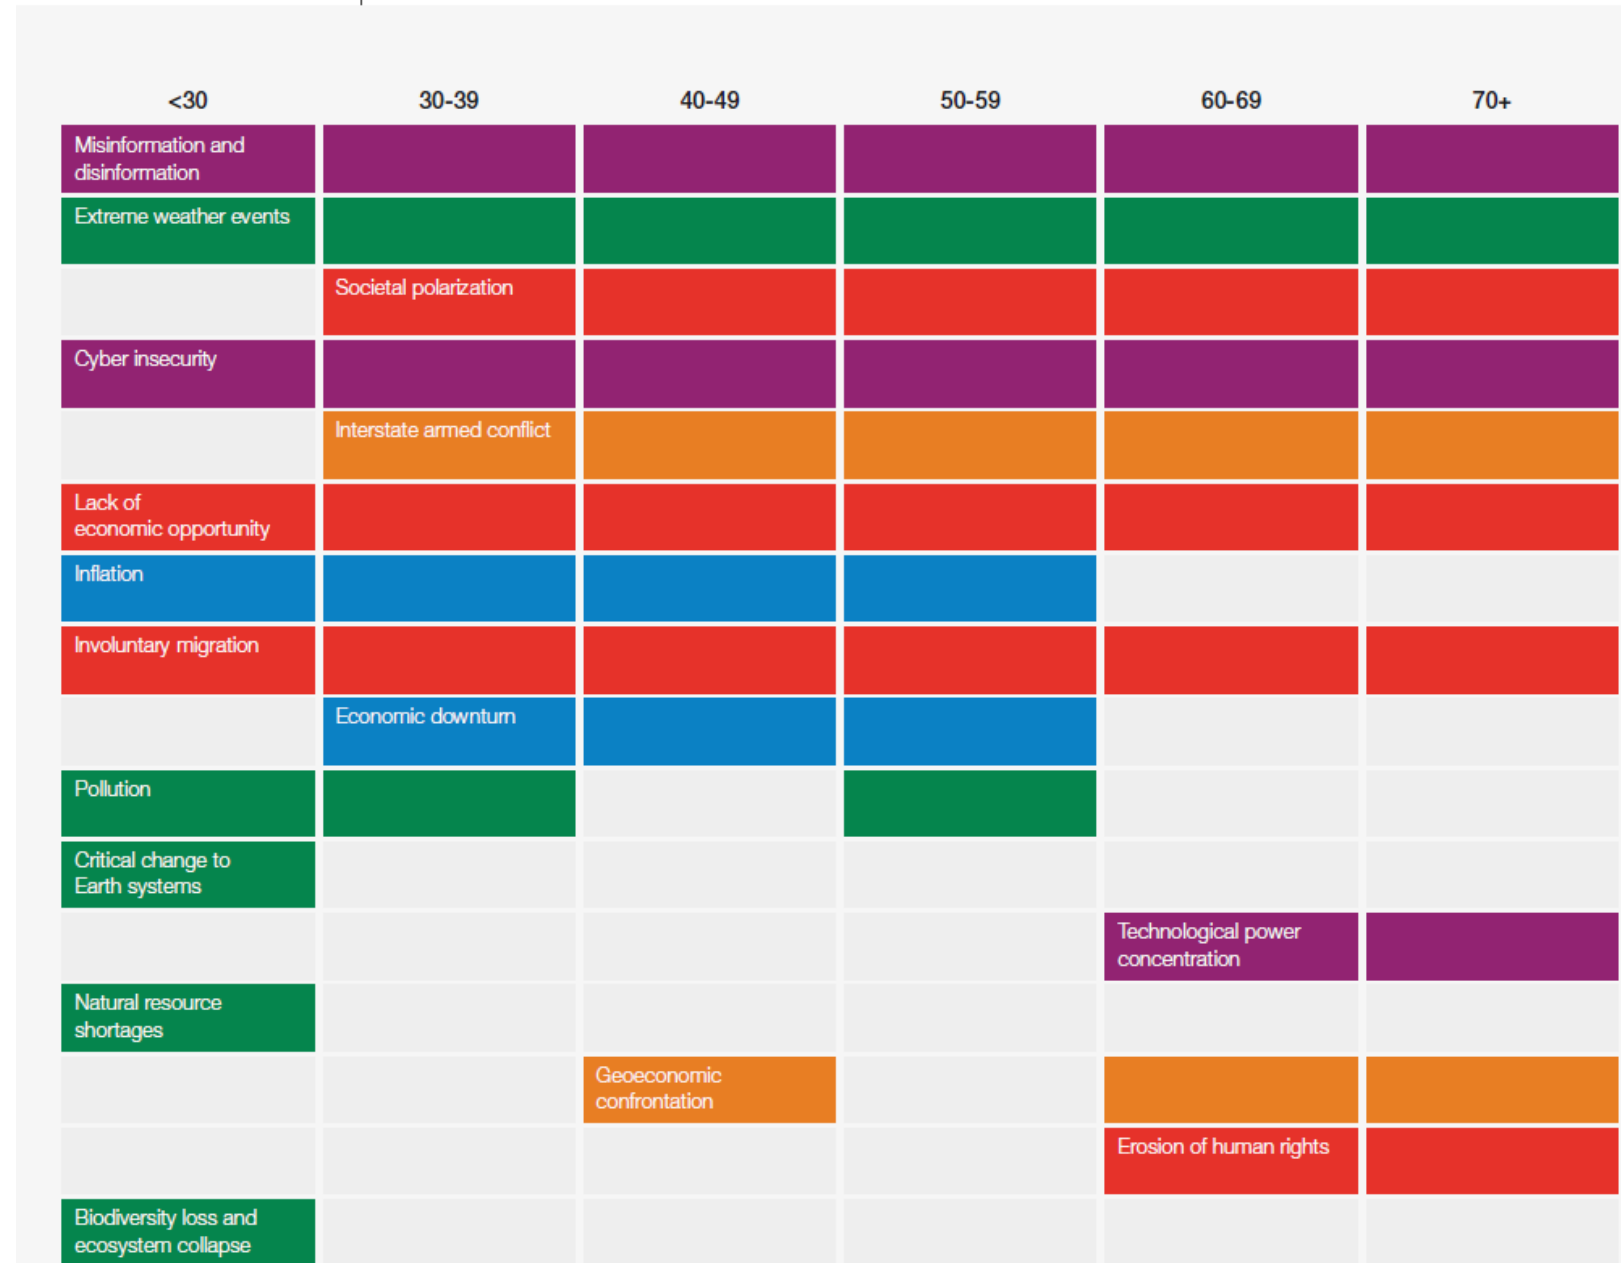 <30 30-39 40-49 50-59 60-69 70+
Misinformation and
disinformation
Extreme weather events
Societal polarization
Cyber insecurity
Interstate armed conflict
Lack of
economic opportunity
Inflation
Involuntary migration
Economic downturn
Pollution
Critical change to
Earth systems
Technological power
concentration
Natural resource
shortages
Geoeconomic
confrontation
Erosion of human rights
Biodiversity loss and
ecosystem collapse